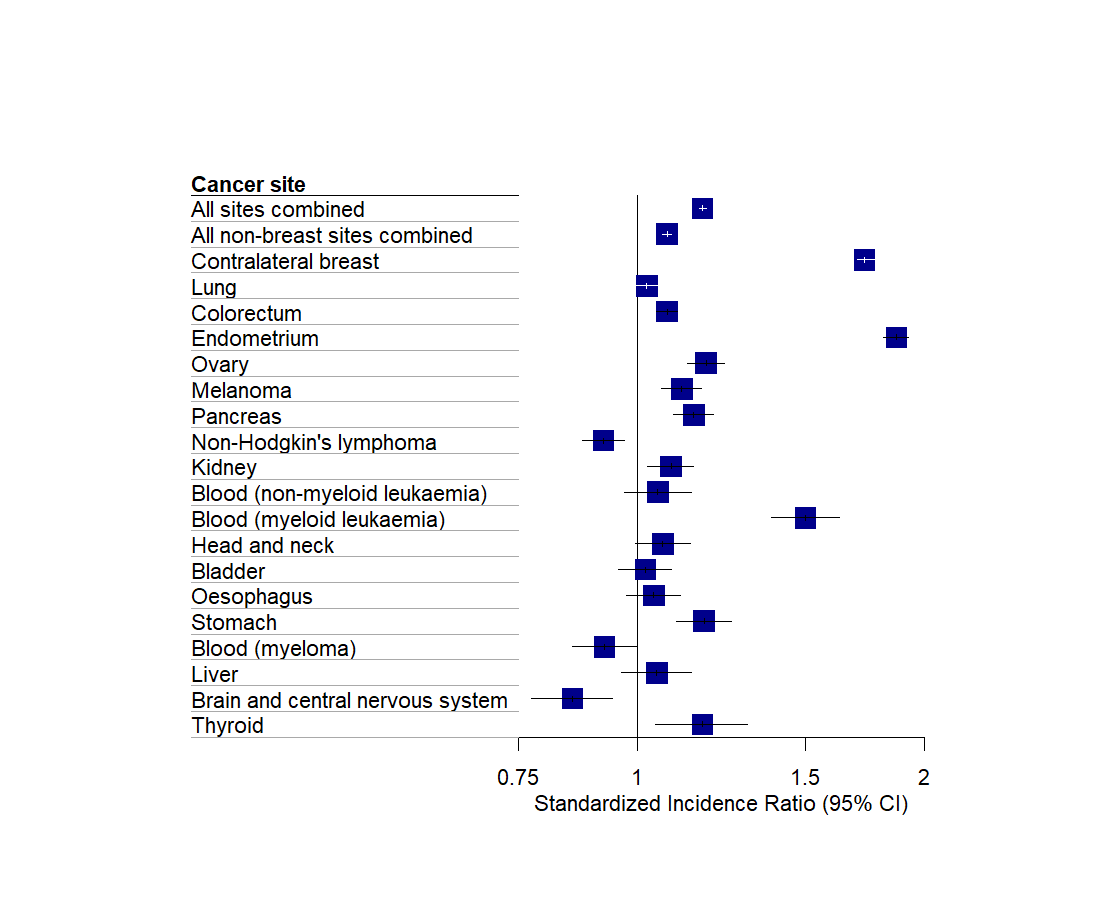 Cancer site
All sites combined
All non-breast sites combined
Contralateral breast
Lung
Colorectum
Endometrium
Ovary
Melanoma
Pancreas
Non-Hodgkin's lymphoma
Kidney
Blood (non-myeloid leukaemia)
Blood (myeloid leukaemia)
Head and neck
Bladder
Oesophagus
Stomach
Blood (myeloma)
Liver
Brain and central nervous system
Thyroid
0.75 1 1.5 2
Standardized Incidence Ratio (95% CI)